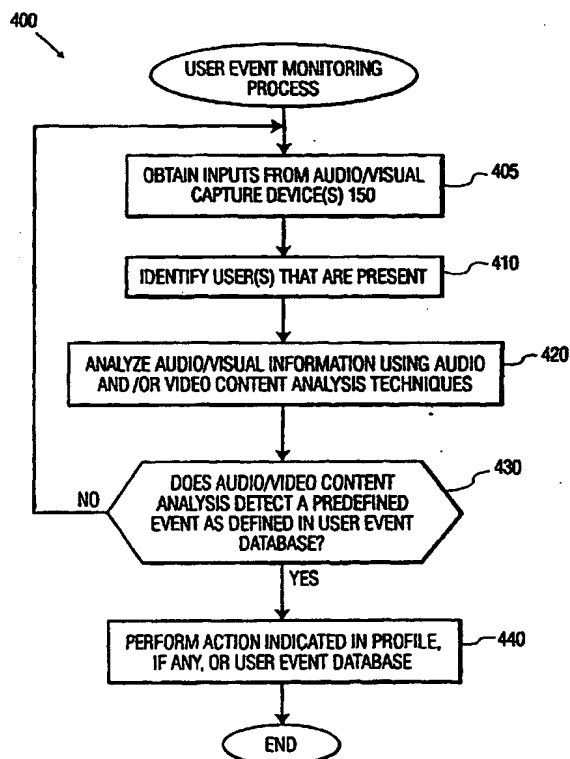 400
USER EVENT MONITORING
PROCESS
OBTAIN INPUTS FROM AUDIO/VISUAL
CAPTURE DEVICE(S) 150
405
IDENTIFY USER(S) THAT ARE PRESENT
410
ANALYZE AUDIO/VISUAL INFORMATION USING AUDIO
AND /OR VIDEO CONTENT ANALYSIS TECHNIQUES
420
DOES AUDIO/VIDEO CONTENT
ANALYSIS DETECT A PREDEFINED
EVENT AS DEFINED IN USER EVENT
DATABASE?
430
NO
YES
PERFORM ACTION INDICATED IN PROFILE,
IF ANY, OR USER EVENT DATABASE
440
END